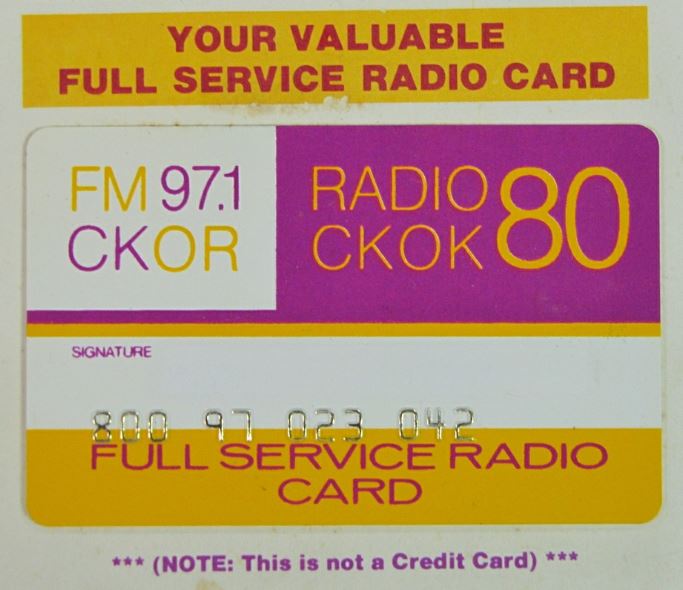 YOUR VALUABLE
FULL SERVICE RADIO CARD
FM 97.1
CKOR
RADIO
CKOK
80
SIGNATURE
800 97 023 042
FULL SERVICE RADIO
CARD
*** (NOTE: This is not a Credit Card) ***